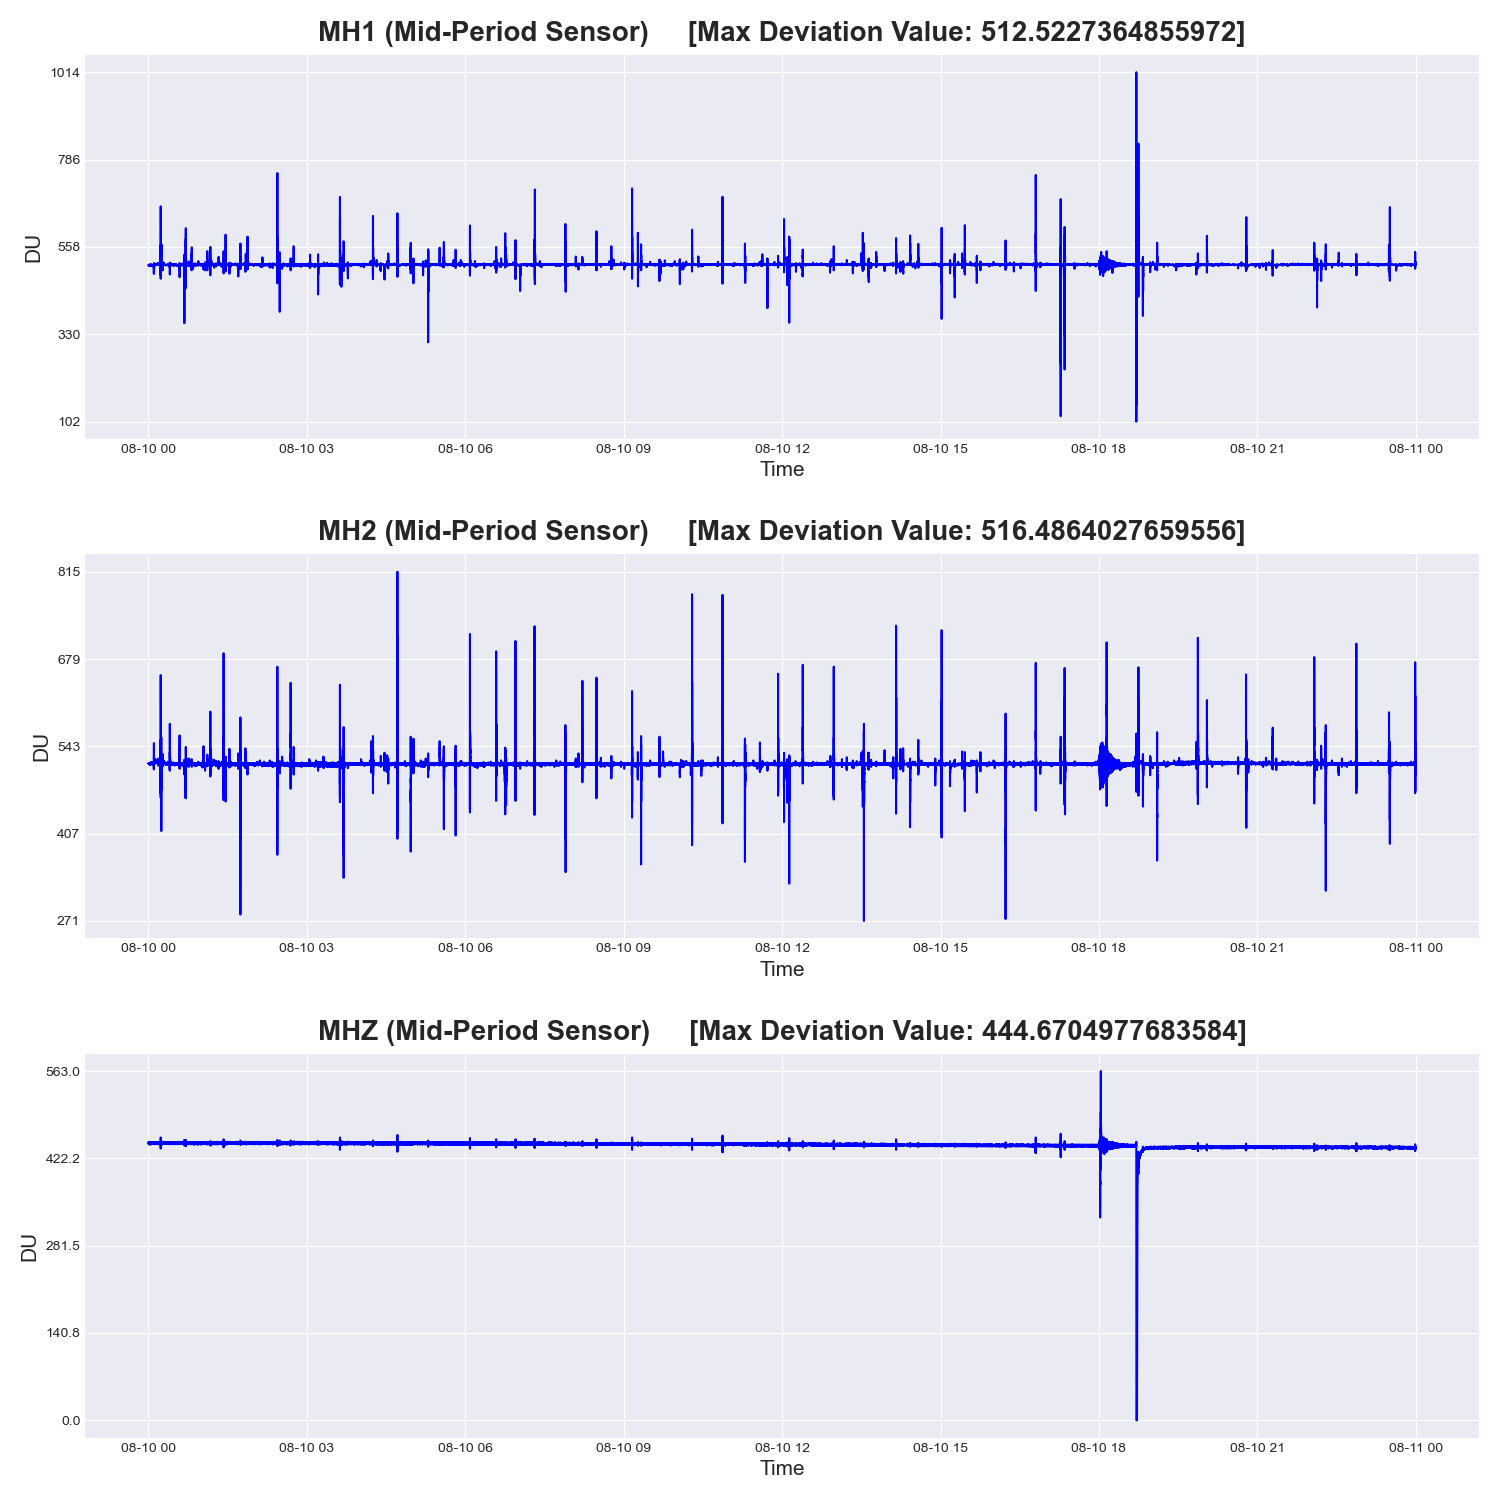 MH1 (Mid-Period Sensor) [Max Deviation Value: 512.5227364855972]
1014
786
558
330
102
DU
08-10 00 08-10 03 08-10 06 08-10 09 08-10 12 08-10 15 08-10 18 08-10 21 08-11 00
Time
MH2 (Mid-Period Sensor) [Max Deviation Value: 516.4864027659556]
815
679
543
407
271
DU
08-10 00 08-10 03 08-10 06 08-10 09 08-10 12 08-10 15 08-10 18 08-10 21 08-11 00
Time
MHZ (Mid-Period Sensor) [Max Deviation Value: 444.6704977683584]
563.0
422.2
281.5
140.8
0.0
DU
08-10 00 08-10 03 08-10 06 08-10 09 08-10 12 08-10 15 08-10 18 08-10 21 08-11 00
Time